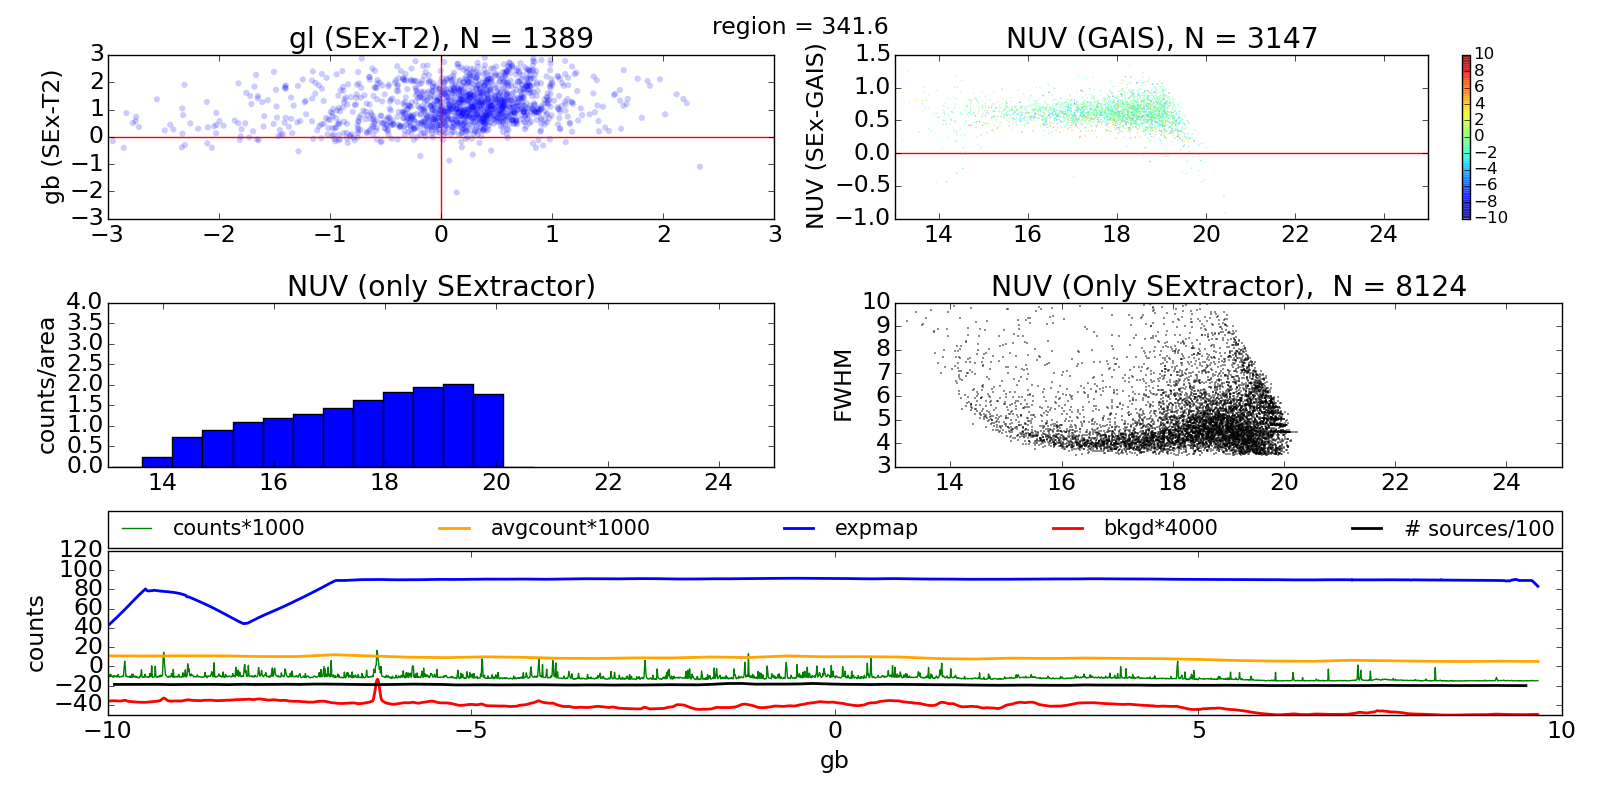 region = 341.6
gl (SEx-T2), N = 1389
gb (SEx-T2)
3
2
1
0
−1
−2
−3
−3 −2 −1 0 1 2 3
NUV (GAIS), N = 3147
NUV (SEx-GAIS)
1.5
1.0
0.5
0.0
−0.5
−1.0
14 16 18 20 22 24
10
8
6
4
2
0
−2
−4
−6
−8
−10
NUV (only SExtractor)
counts/area
4.0
3.5
3.0
2.5
2.0
1.5
1.0
0.5
0.0
14 16 18 20 22 24
NUV (Only SExtractor), N = 8124
FWHM
10
9
8
7
6
5
4
3
14 16 18 20 22 24
counts*1000 avgcount*1000 expmap bkgd*4000 # sources/100
counts
120
100
80
60
40
20
0
−20
−40
−10 −5 0 5 10
gb